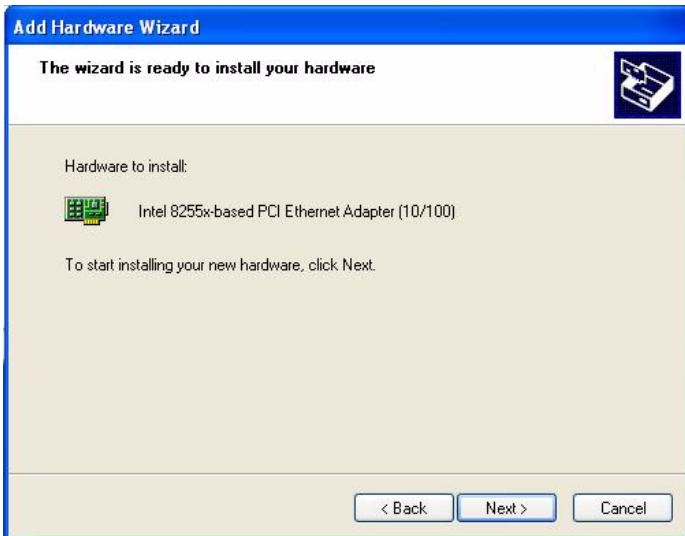 Add Hardware Wizard
The wizard is ready to install your hardware
Hardware to install:
Intel 8255x-based PCI Ethernet Adapter (10/100)
To start installing your new hardware, click Next.
< Back Next > Cancel